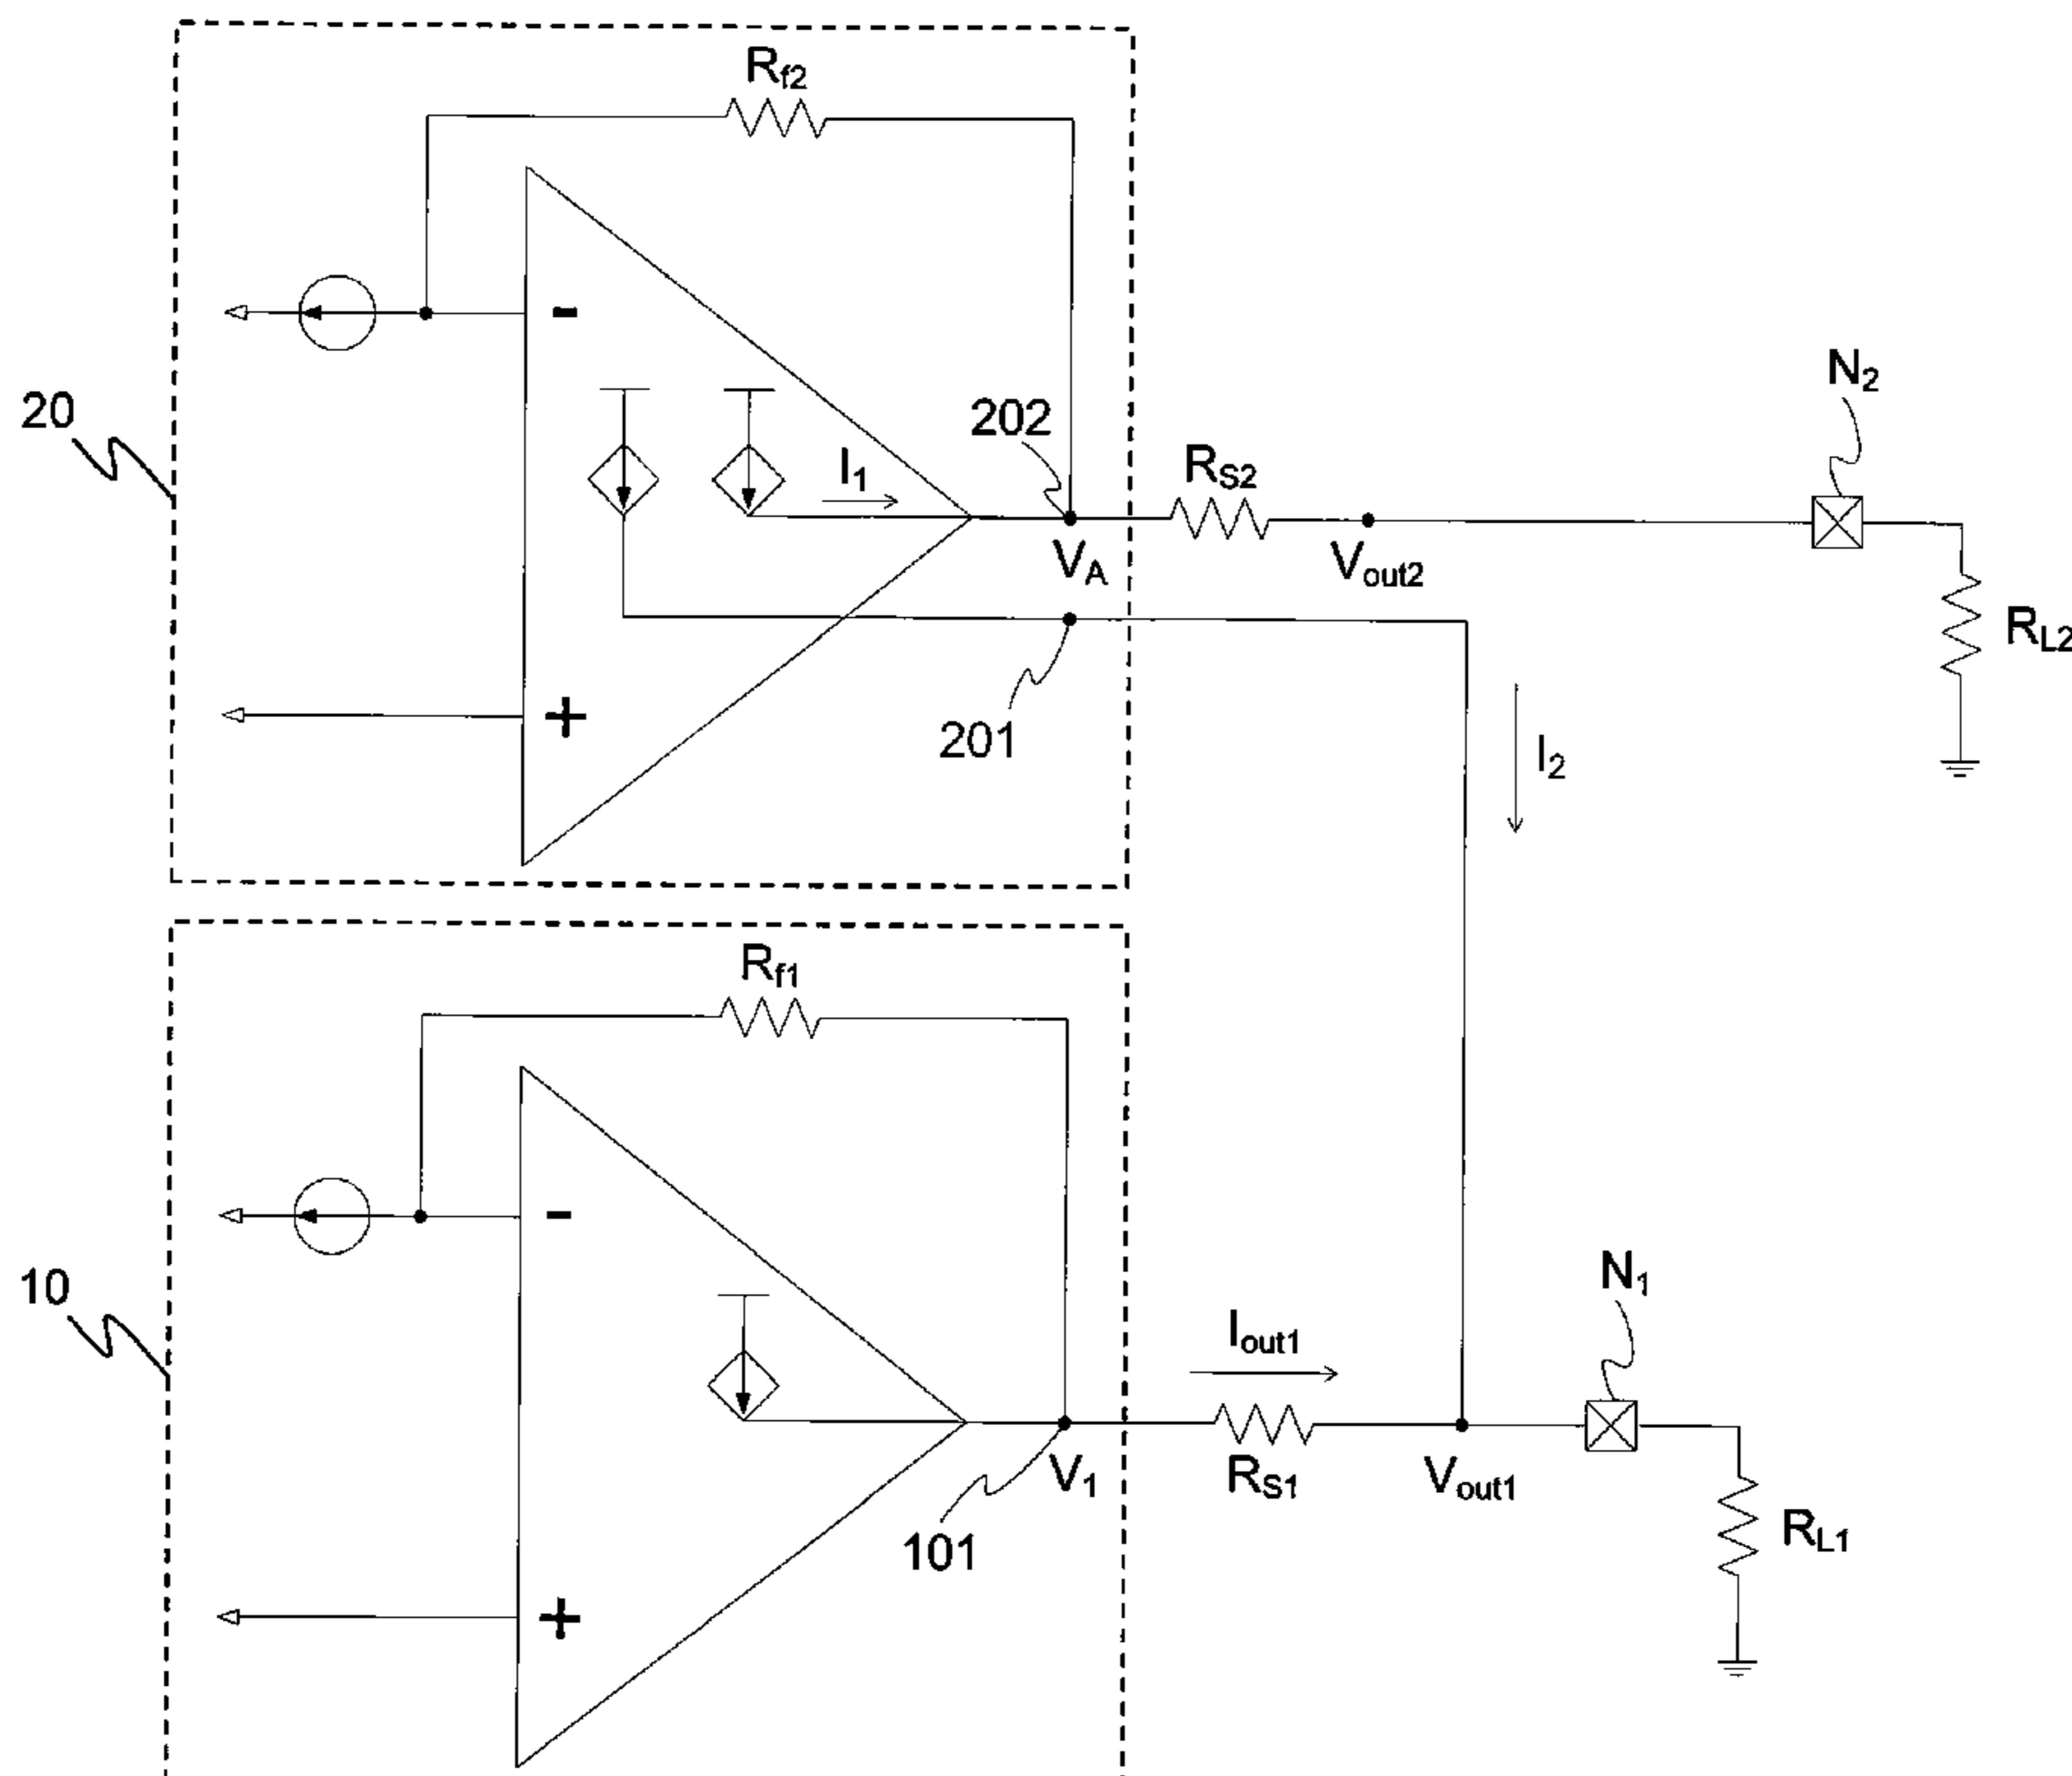 Rf2
20
-
I1
202
RS2
N2
VA
Vout2
RL2
+
201
I2
Rf1
10
-
Iout1
N1
V1
RS1
Vout1
RL1
101
+